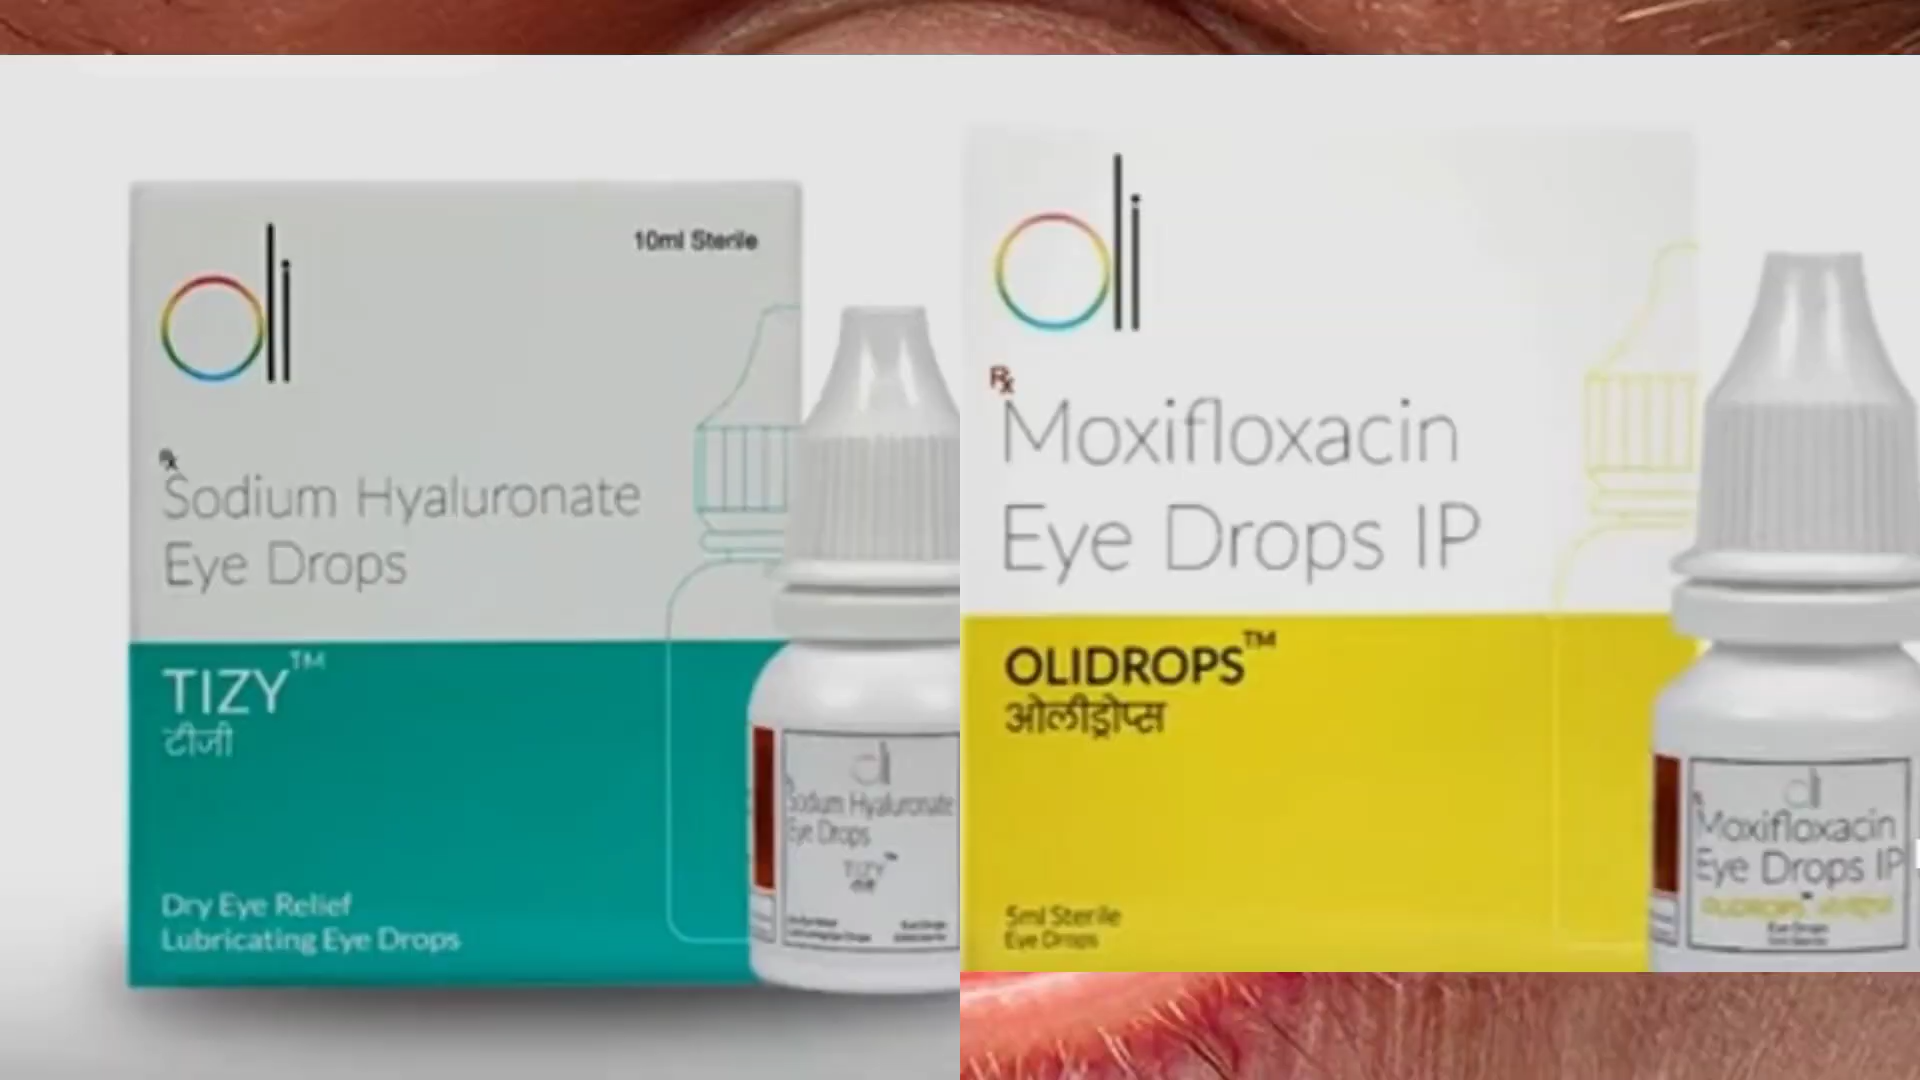 oli
10ml Sterile
Rx
Sodium Hyaluronate
Eye Drops
TIZY™
टीजी
Dry Eye Relief
Lubricating Eye Drops
oli
Sodium Hyaluronate
Eye Drops
TIZY™
टीजी
oli
Rx
Moxifloxacin
Eye Drops IP
OLIDROPS™
ओलीड्रोप्स
5ml Sterile
Eye Drops
oli
Moxifloxacin
Eye Drops IP
Eye Drops